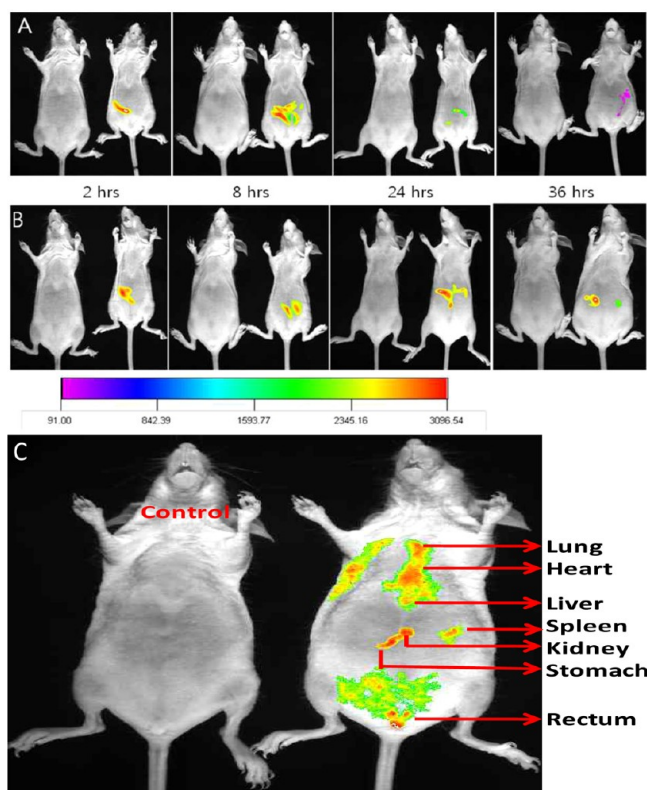 A
2 hrs 8 hrs 24 hrs 36 hrs
B
91.00 842.39 1593.77 2345.16 3096.54
C
Control
Lung
Heart
Liver
Spleen
Kidney
Stomach
Rectum